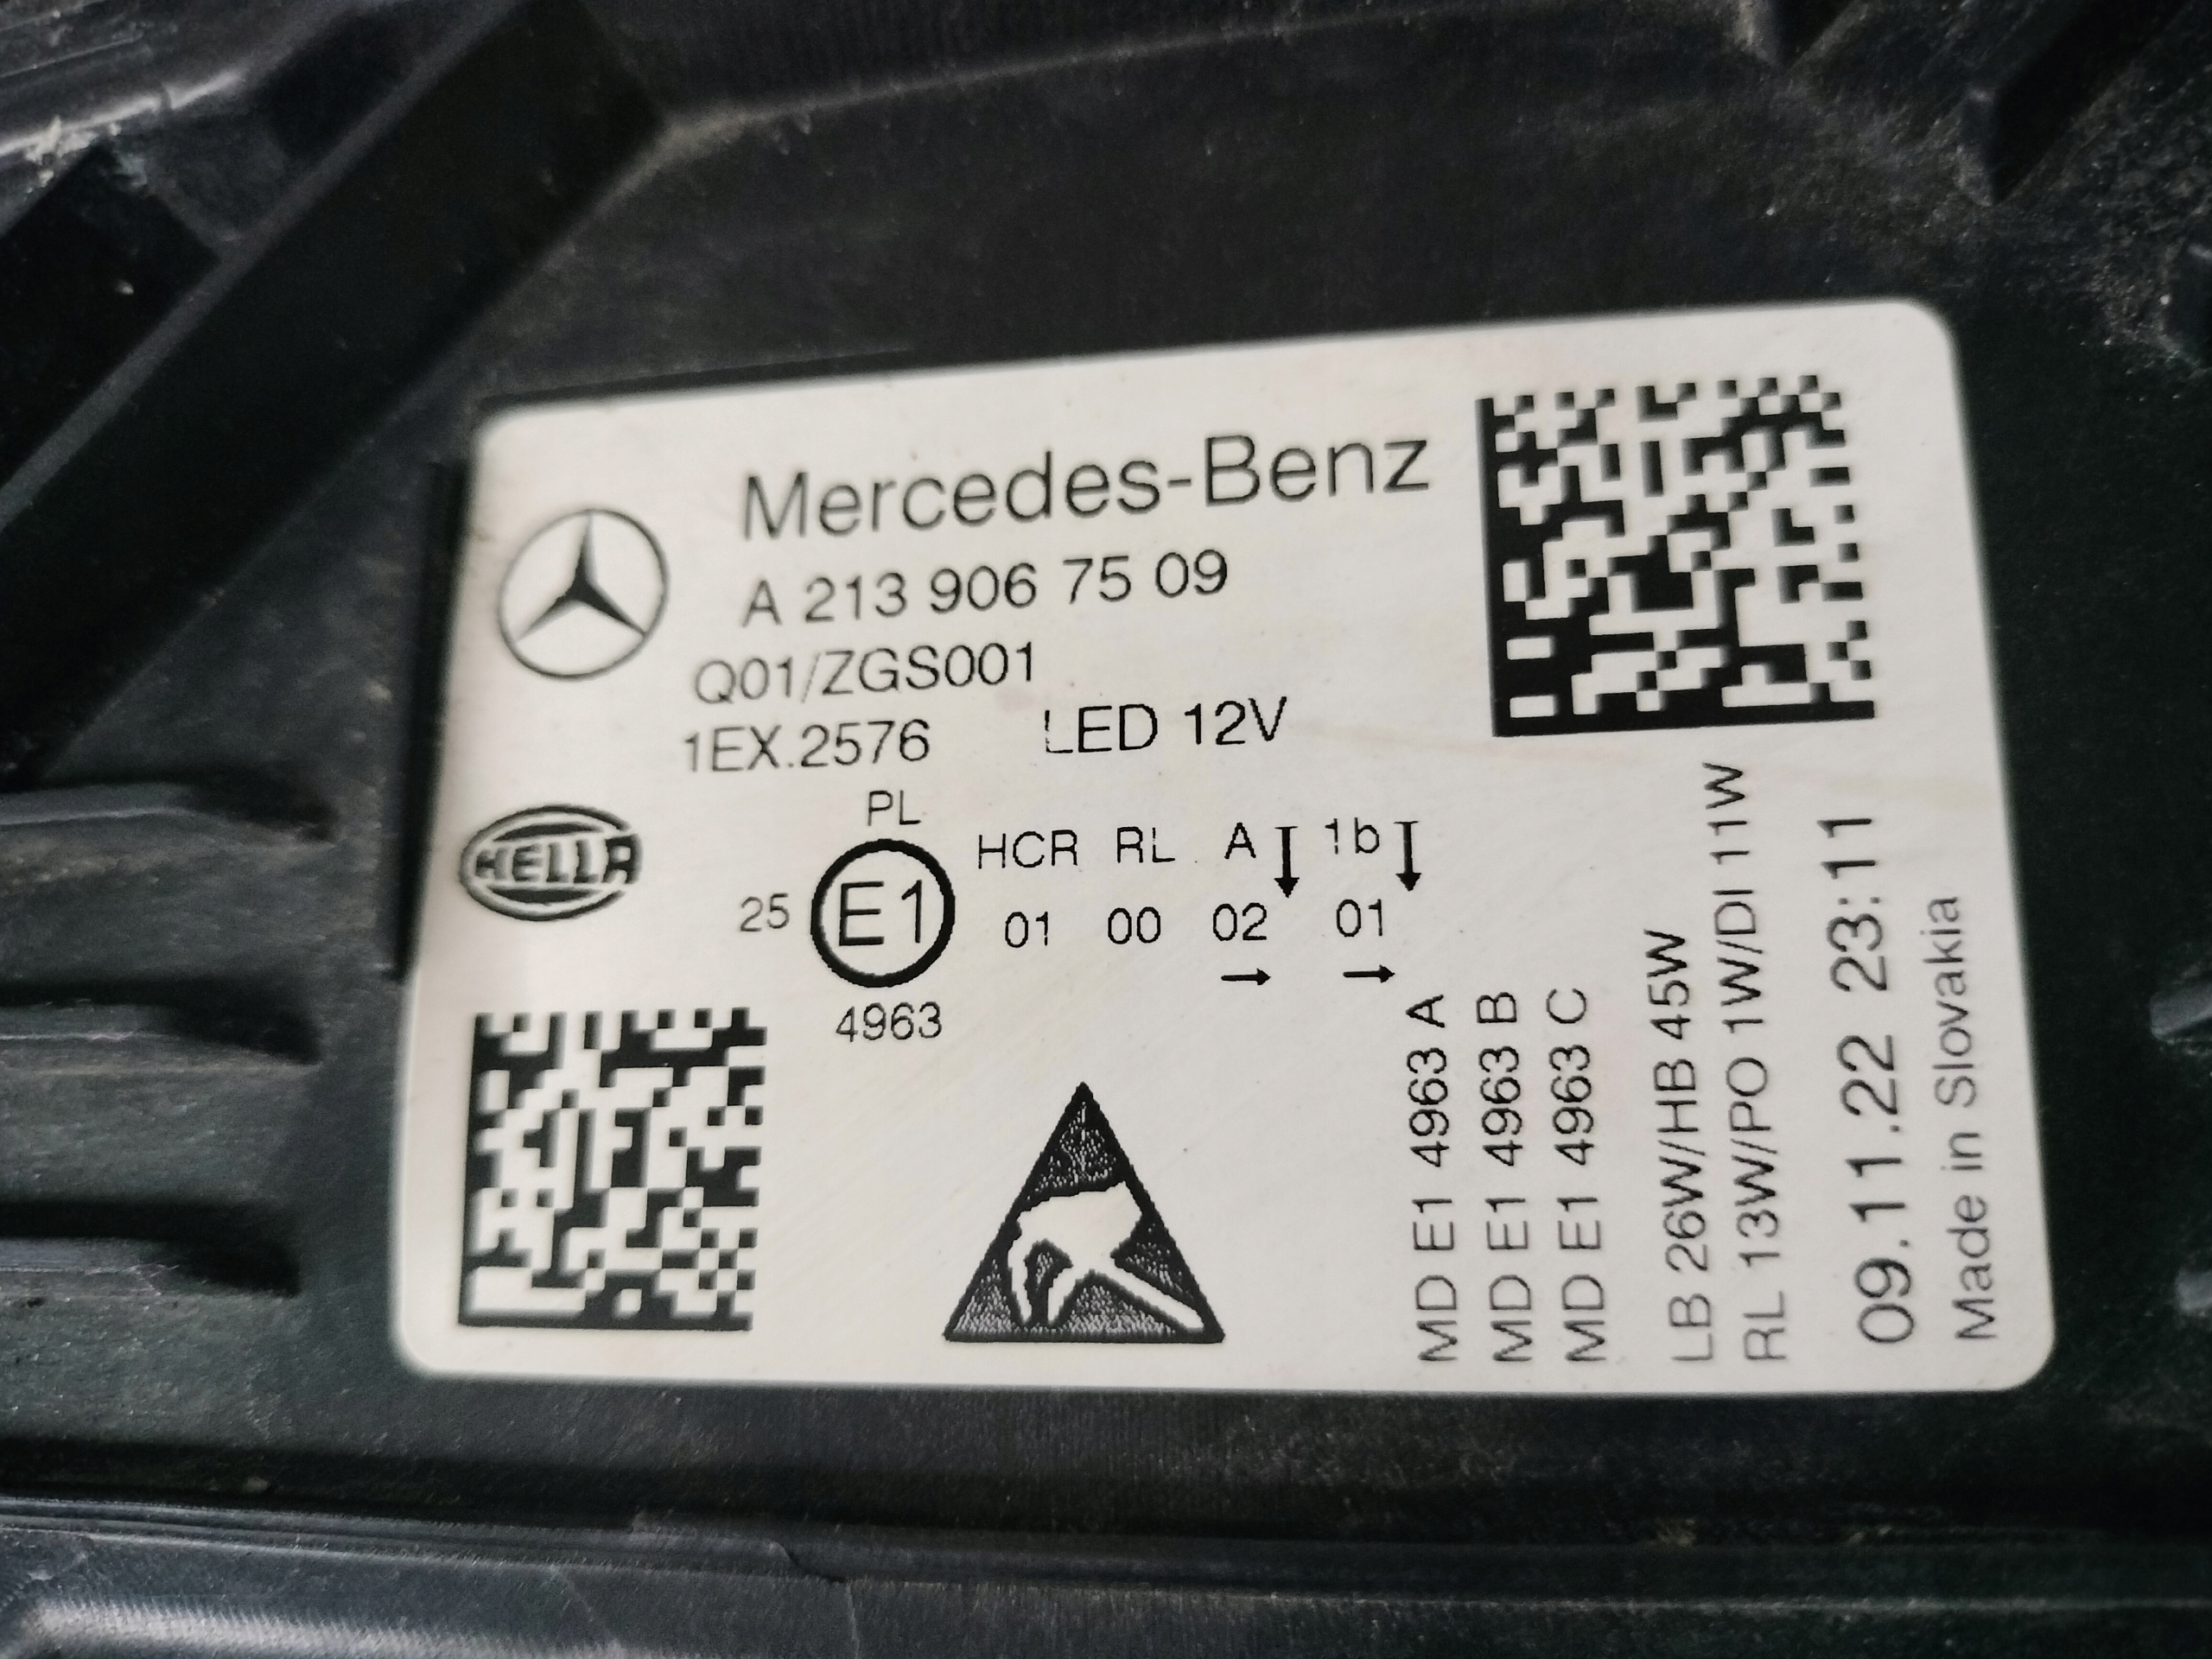 Mercedes-Benz
A 213 906 75 09
Q01/ZGS001
1EX.2576 LED 12V
HELLA
PL
HCR RL A 1b
25 E1 01 00 02 01
4963
MD E1 4963 A
MD E1 4963 B
MD E1 4963 C
LB 26W/HB 45W
RL 13W/PO 1W/DI 11W
09.11.22 23:11
Made in Slovakia